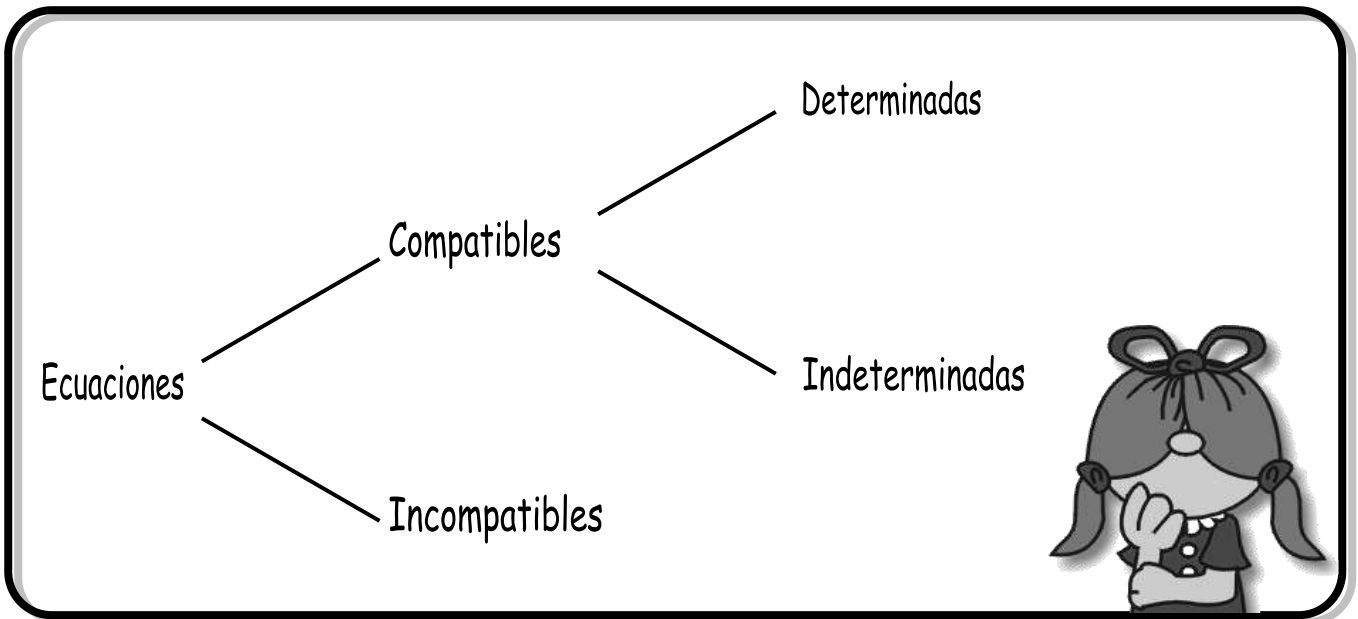 Determinadas
Compatibles
Indeterminadas
Ecuaciones
Incompatibles